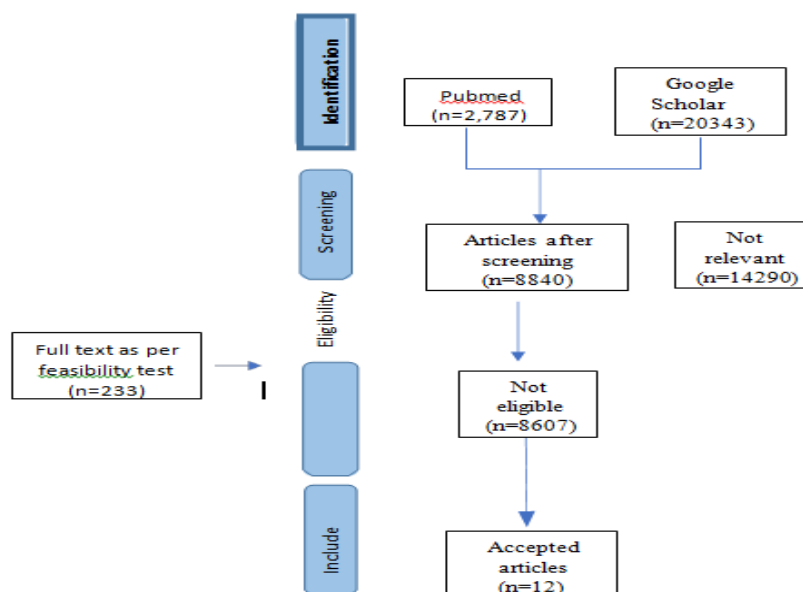 Identification
Pubmed
(n=2,787)
Google
Scholar
(n=20343)
Screening
Articles after
screening
(n=8840)
Not
relevant
(n=14290)
Eligibility
Full text as per
feasibility test
(n=233)
Not
eligible
(n=8607)
Include
Accepted
articles
(n=12)